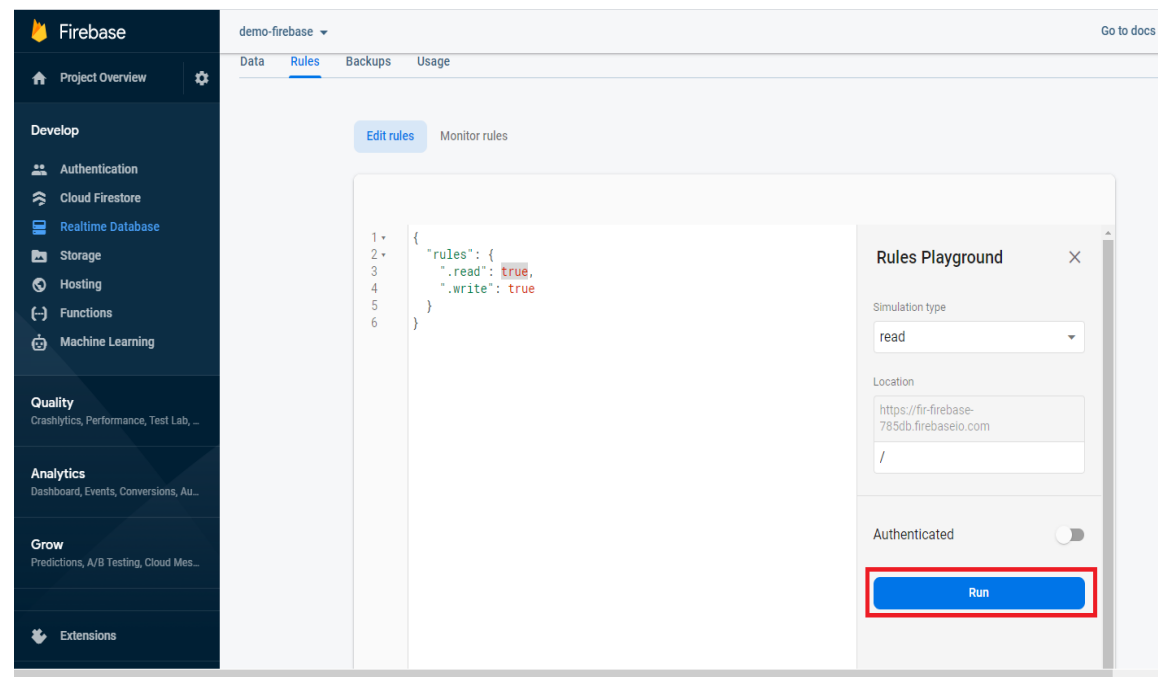 Firebase
demo-firebase
Go to docs
Project Overview
Data Rules Backups Usage
Develop
Edit rules Monitor rules
Authentication
Cloud Firestore
Realtime Database
Storage
Hosting
Functions
Machine Learning
Quality
Crashlytics, Performance, Test Lab, ...
Analytics
Dashboard, Events, Conversions, Au...
Grow
Predictions, A/B Testing, Cloud Mes...
Extensions
1 {
2 "rules": {
3 ".read": true,
4 ".write": true
5 }
6 }
Rules Playground
Simulation type
read
Location
https://fir-firebase-
785db.firebaseio.com
/
Authenticated
Run